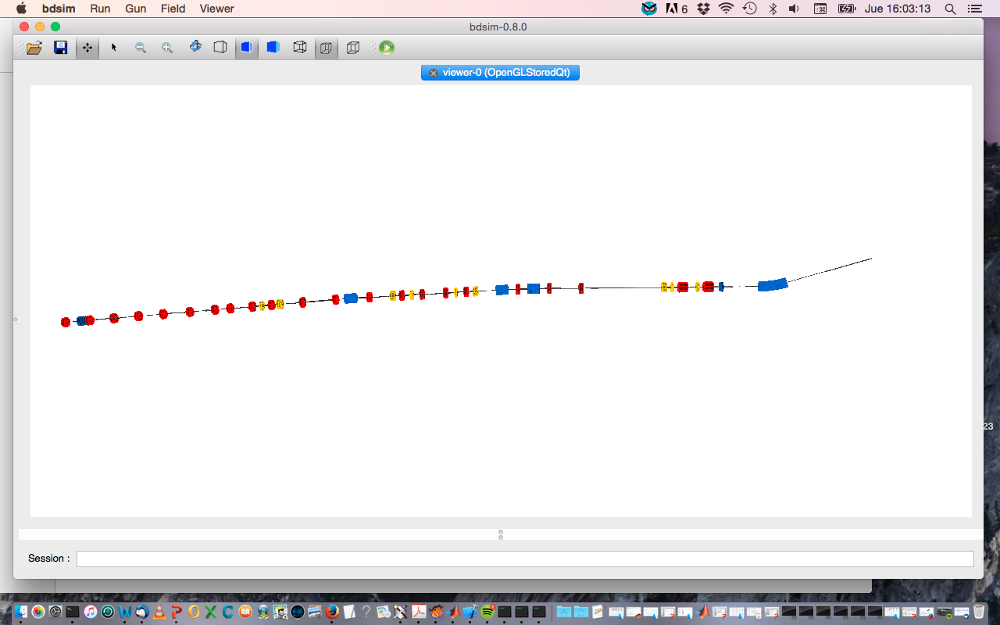 bdsim Run Gun Field Viewer 6 Jue 16:03:13
bdsim-0.8.0
viewer-0 (OpenGLStoredQt)
23
Session :